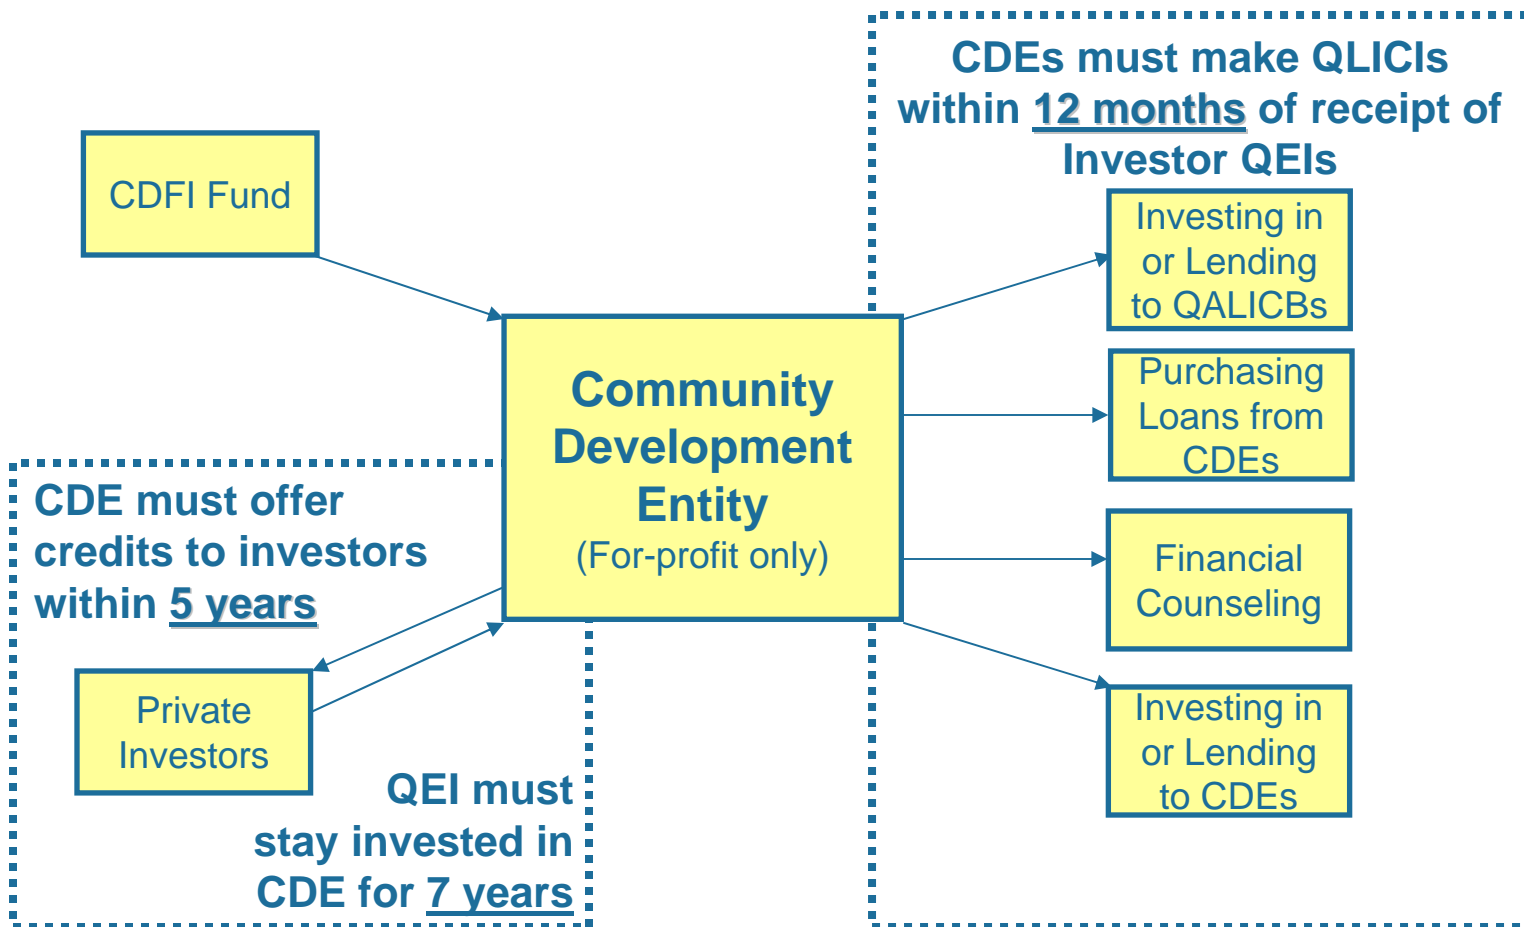 CDEs must make QLICIs
within 12 months of receipt of
Investor QEIs
CDFI Fund
Investing in
or Lending
to QALICBs
Purchasing
Loans from
CDEs
Community
Development
Entity
(For-profit only)
CDE must offer
credits to investors
within 5 years
Financial
Counseling
Private
Investors
Investing in
or Lending
to CDEs
QEI must
stay invested in
CDE for 7 years